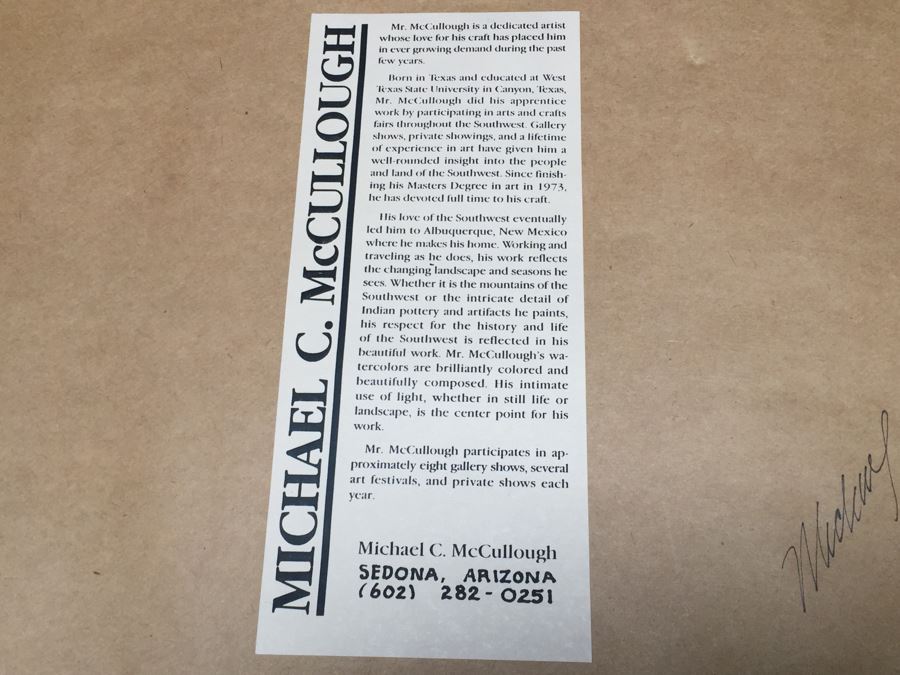 MICHAEL C. McCULLOUGH
Mr. McCullough is a dedicated artist
whose love for his craft has placed him
in ever growing demand during the past
few years.
Born in Texas and educated at West
Texas State University in Canyon, Texas,
Mr. McCullough did his apprentice
work by participating in arts and crafts
fairs throughout the Southwest. Gallery
shows, private showings, and a lifetime
of experience in art have given him a
well-rounded insight into the people
and land of the Southwest. Since finish-
ing his Masters Degree in art in 1973,
he has devoted full time to his craft.
His love of the Southwest eventually
led him to Albuquerque, New Mexico
where he makes his home. Working and
traveling as he does, his work reflects
the changing landscape and seasons he
sees. Whether it is the mountains of the
Southwest or the intricate detail of
Indian pottery and artifacts he paints,
his respect for the history and life
of the Southwest is reflected in his
beautiful work. Mr. McCullough's wa-
tercolors are brilliantly colored and
beautifully composed. His intimate
use of light, whether in still life or
landscape, is the center point for his
work.
Mr. McCullough participates in ap-
proximately eight gallery shows, several
art festivals, and private shows each
year.
Michael C. McCullough
SEDONA, ARIZONA
(602) 282-0251
Michael